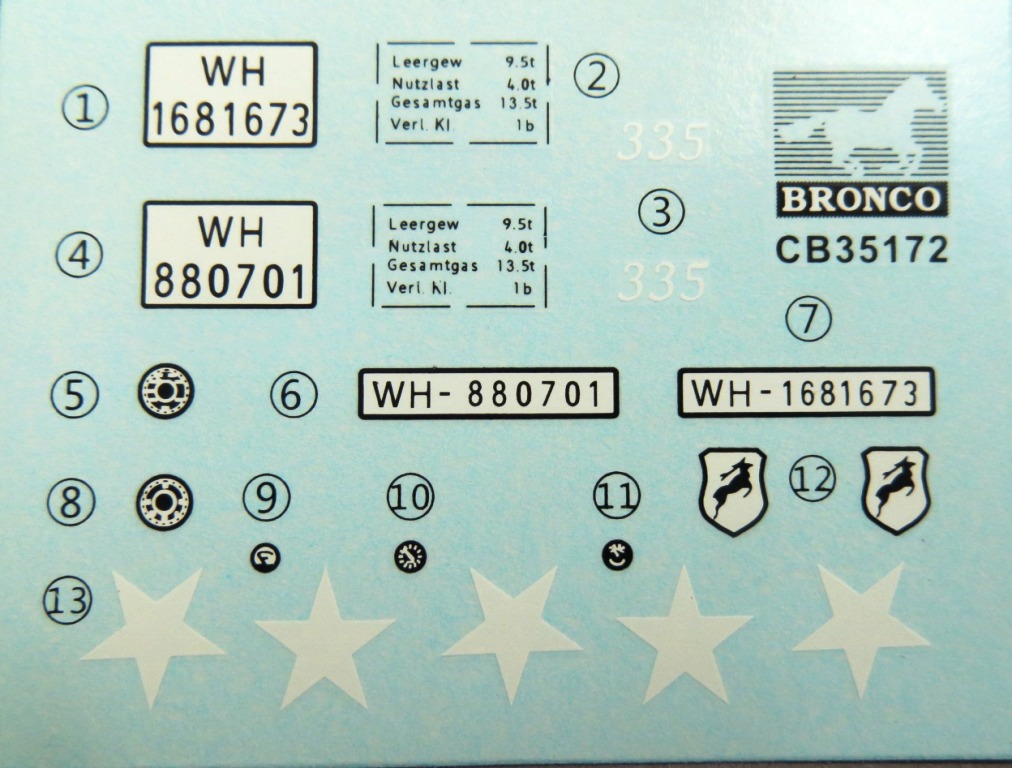 ①
WH
1681673
Leergew 9.5t
Nutzlast 4.0t
Gesamtgas 13.5t
Verl. Kl. 1b
②
335
BRONCO
CB35172
④
WH
880701
Leergew 9.5t
Nutzlast 4.0t
Gesamtgas 13.5t
Verl. Kl. 1b
③
335
⑦
⑤
⑥
WH-880701
WH-1681673
⑧
⑨
⑩
⑪
⑫
⑬